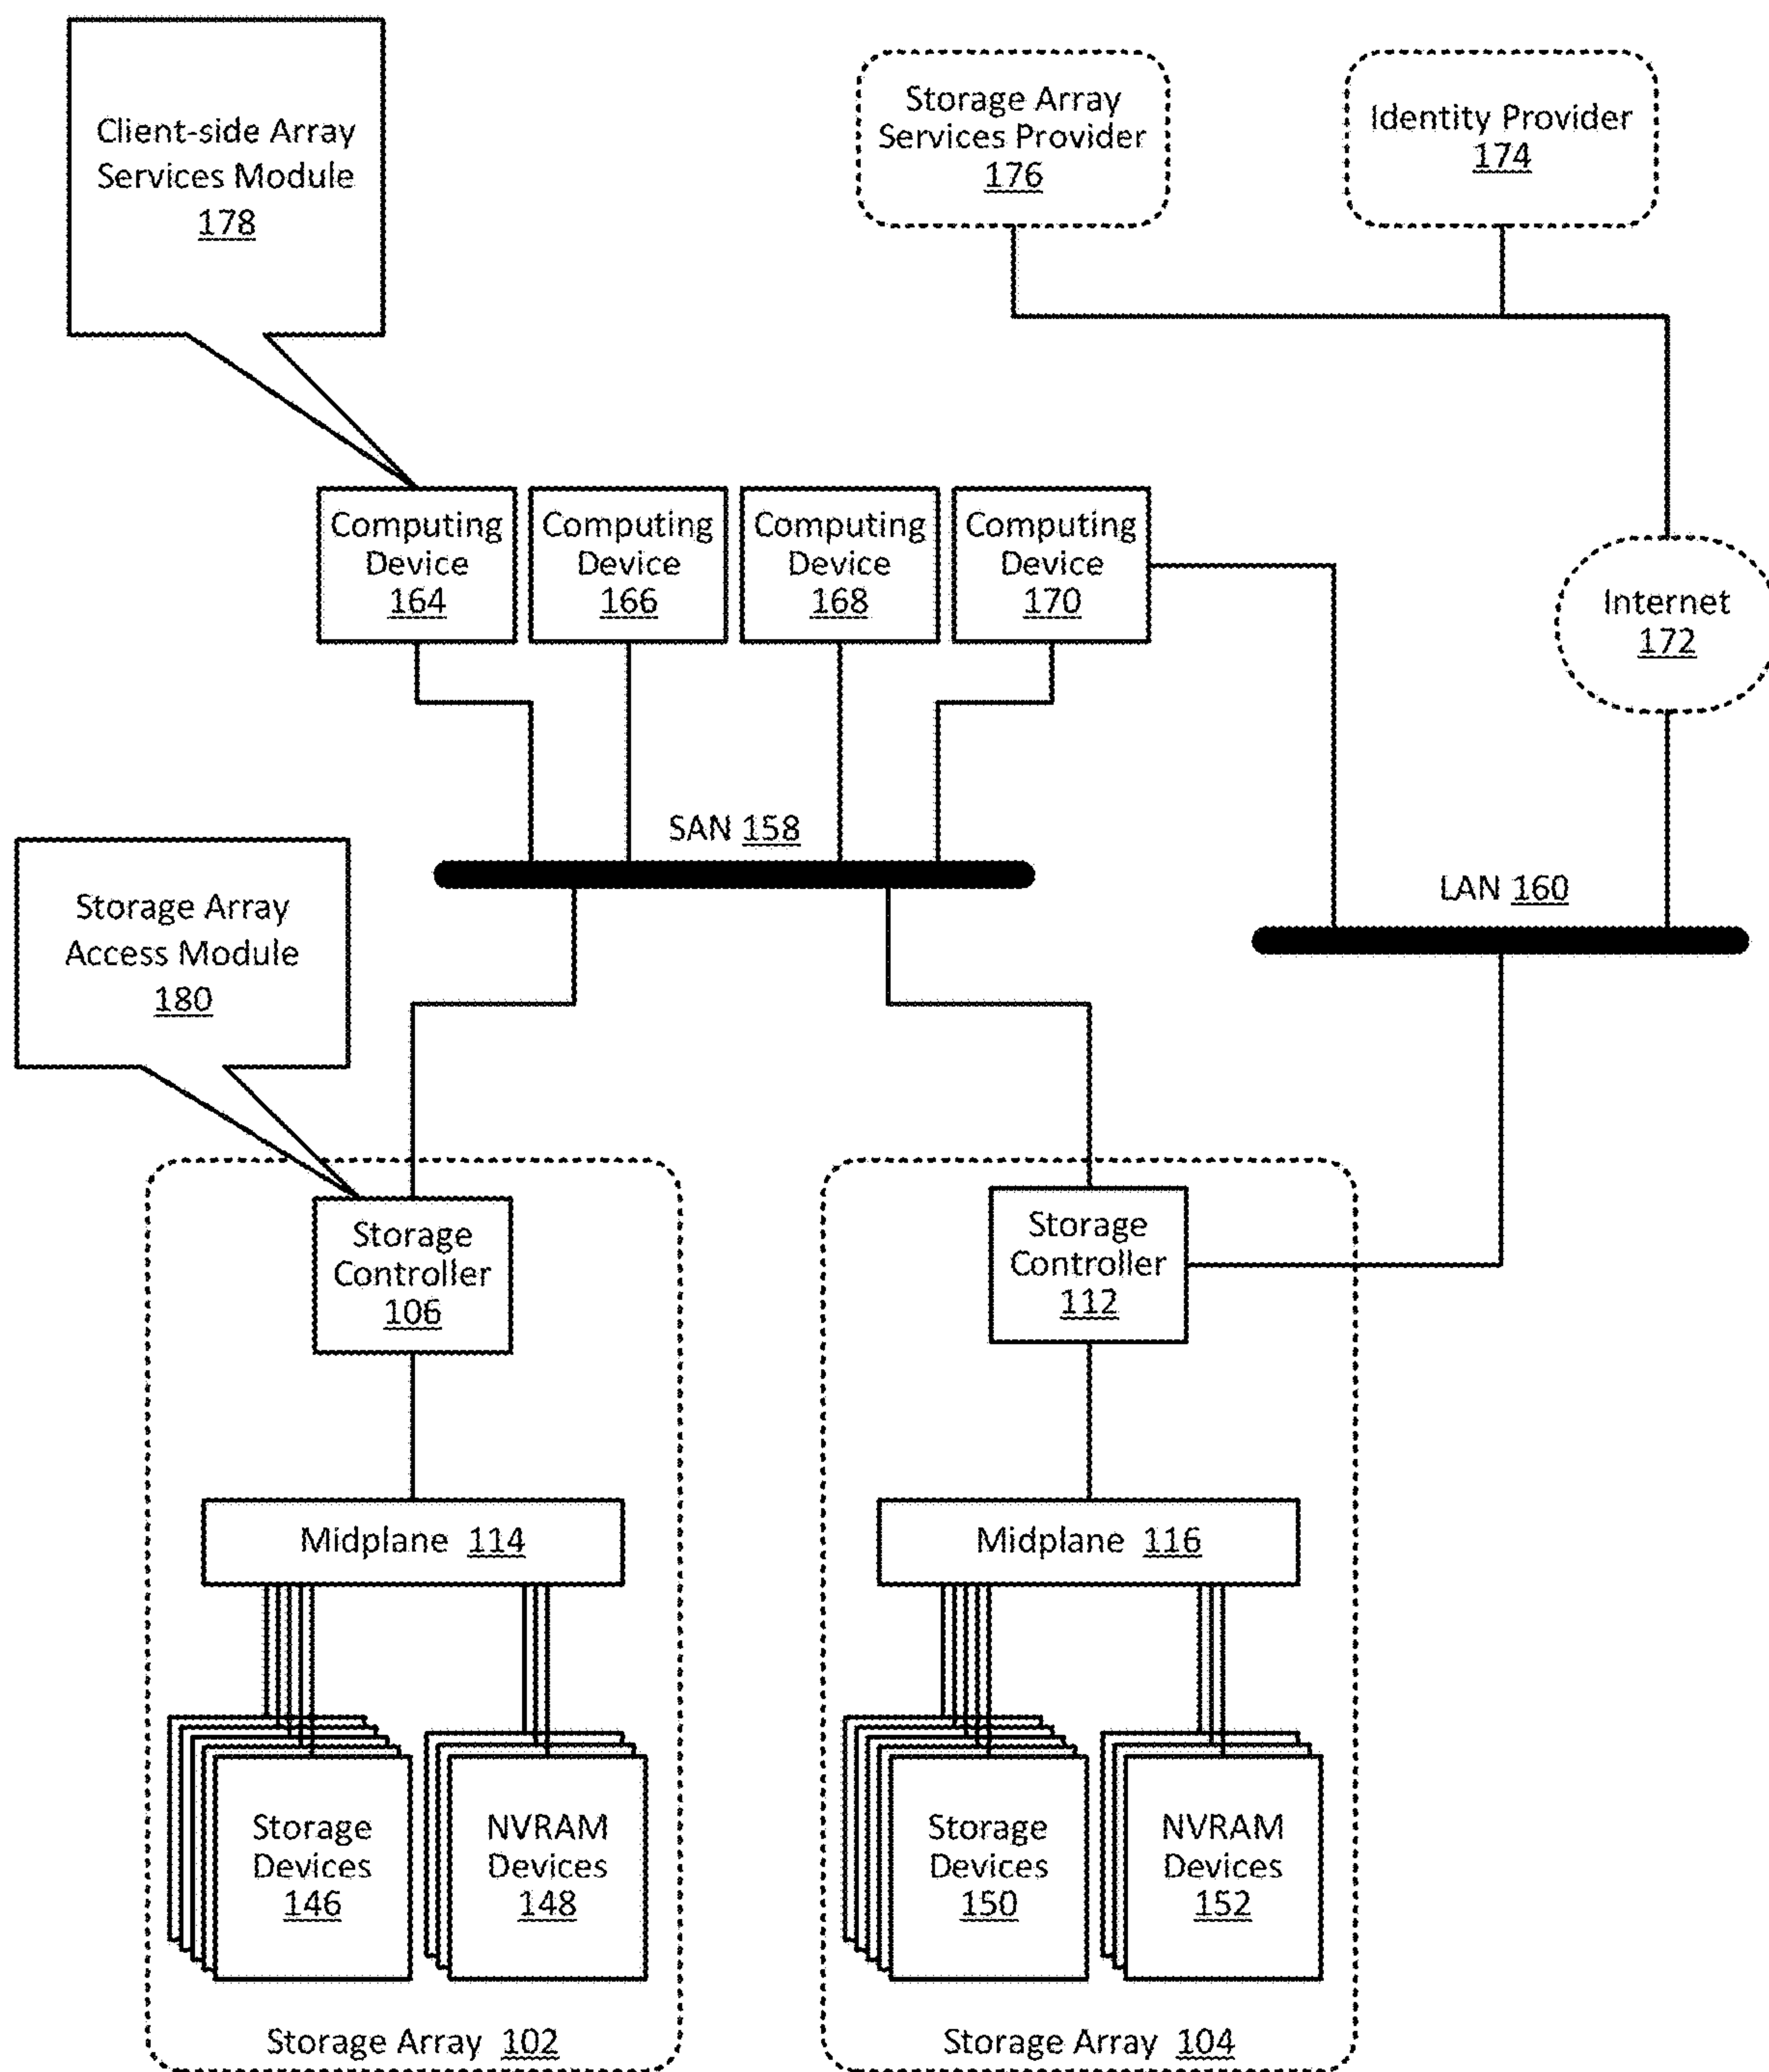 Client-side Array
Services Module
178
Storage Array
Services Provider
176
Identity Provider
174
Computing
Device
164
Computing
Device
166
Computing
Device
168
Computing
Device
170
Internet
172
SAN 158
LAN 160
Storage Array
Access Module
180
Storage
Controller
106
Storage
Controller
112
Midplane 114
Midplane 116
Storage
Devices
146
NVRAM
Devices
148
Storage
Devices
150
NVRAM
Devices
152
Storage Array 102
Storage Array 104